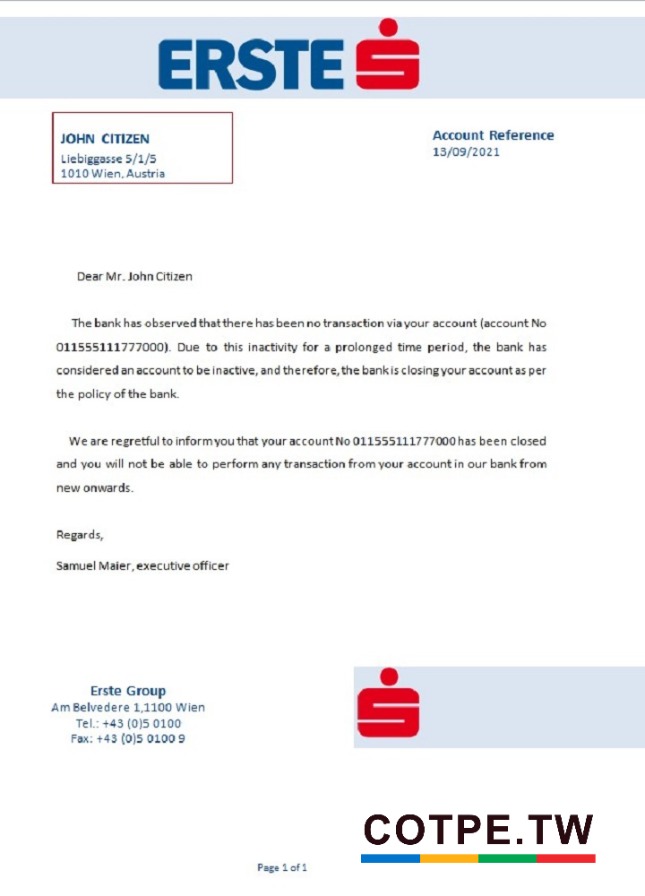 ERSTE
JOHN CITIZEN
Liebiggasse 5/1/5
1010 Wien, Austria
Account Reference
13/09/2021
Dear Mr. John Citizen
The bank has observed that there has been no transaction via your account (account No
011555111777000). Due to this inactivity for a prolonged time period, the bank has
considered an account to be inactive, and therefore, the bank is closing your account as per
the policy of the bank.
We are regretful to inform you that your account No 011555111777000 has been closed
and you will not be able to perform any transaction from your account in our bank from
new onwards.
Regards,
Samuel Maier, executive officer
Erste Group
Am Belvedere 1,1100 Wien
Tel.: +43 (0)5 0100
Fax: +43 (0)5 0100 9
COTPE.TW
Page 1 of 1